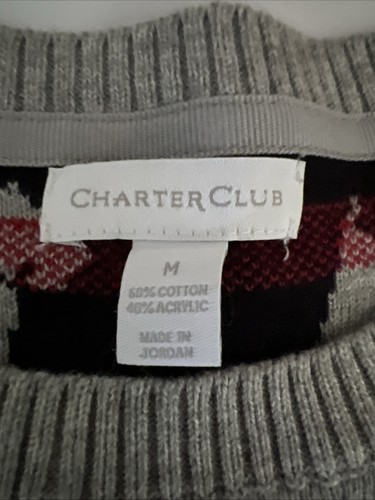 CHARTER CLUB
M
60% COTTON
40% ACRYLIC
MADE IN
JORDAN